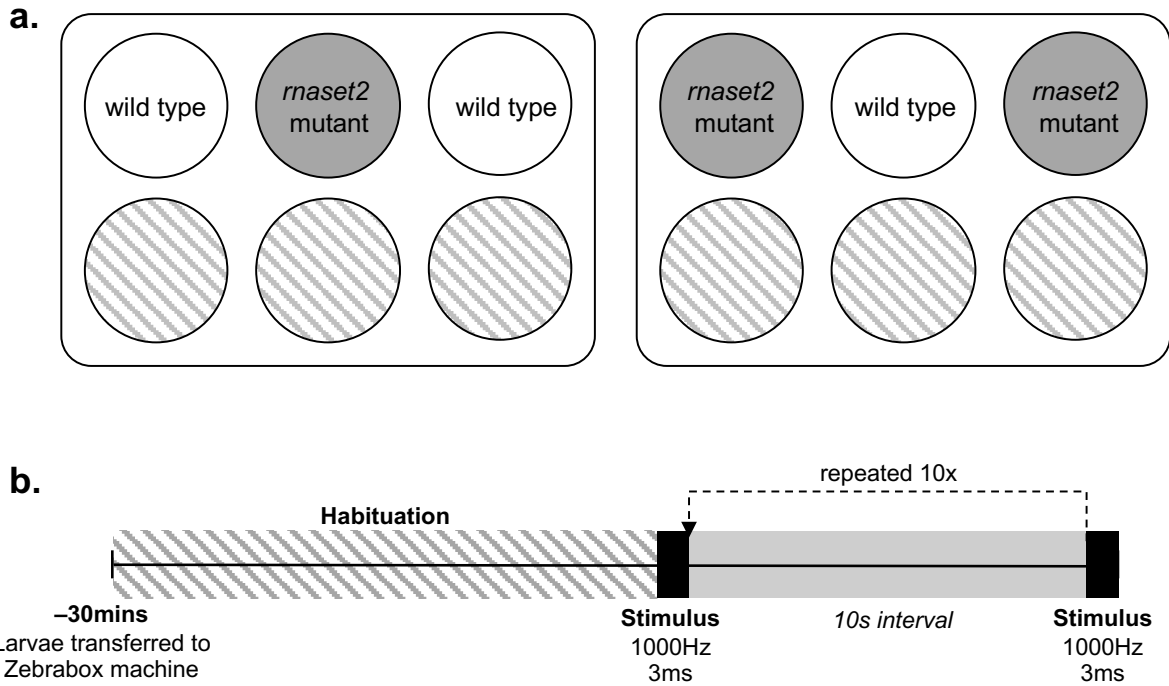 a.
wild type
rnaset2
mutant
wild type
rnaset2
mutant
wild type
rnaset2
mutant
b.
repeated 10x
Habituation
–30mins
Larvae transferred to
Zebrabox machine
Stimulus
1000Hz
3ms
10s interval
Stimulus
1000Hz
3ms